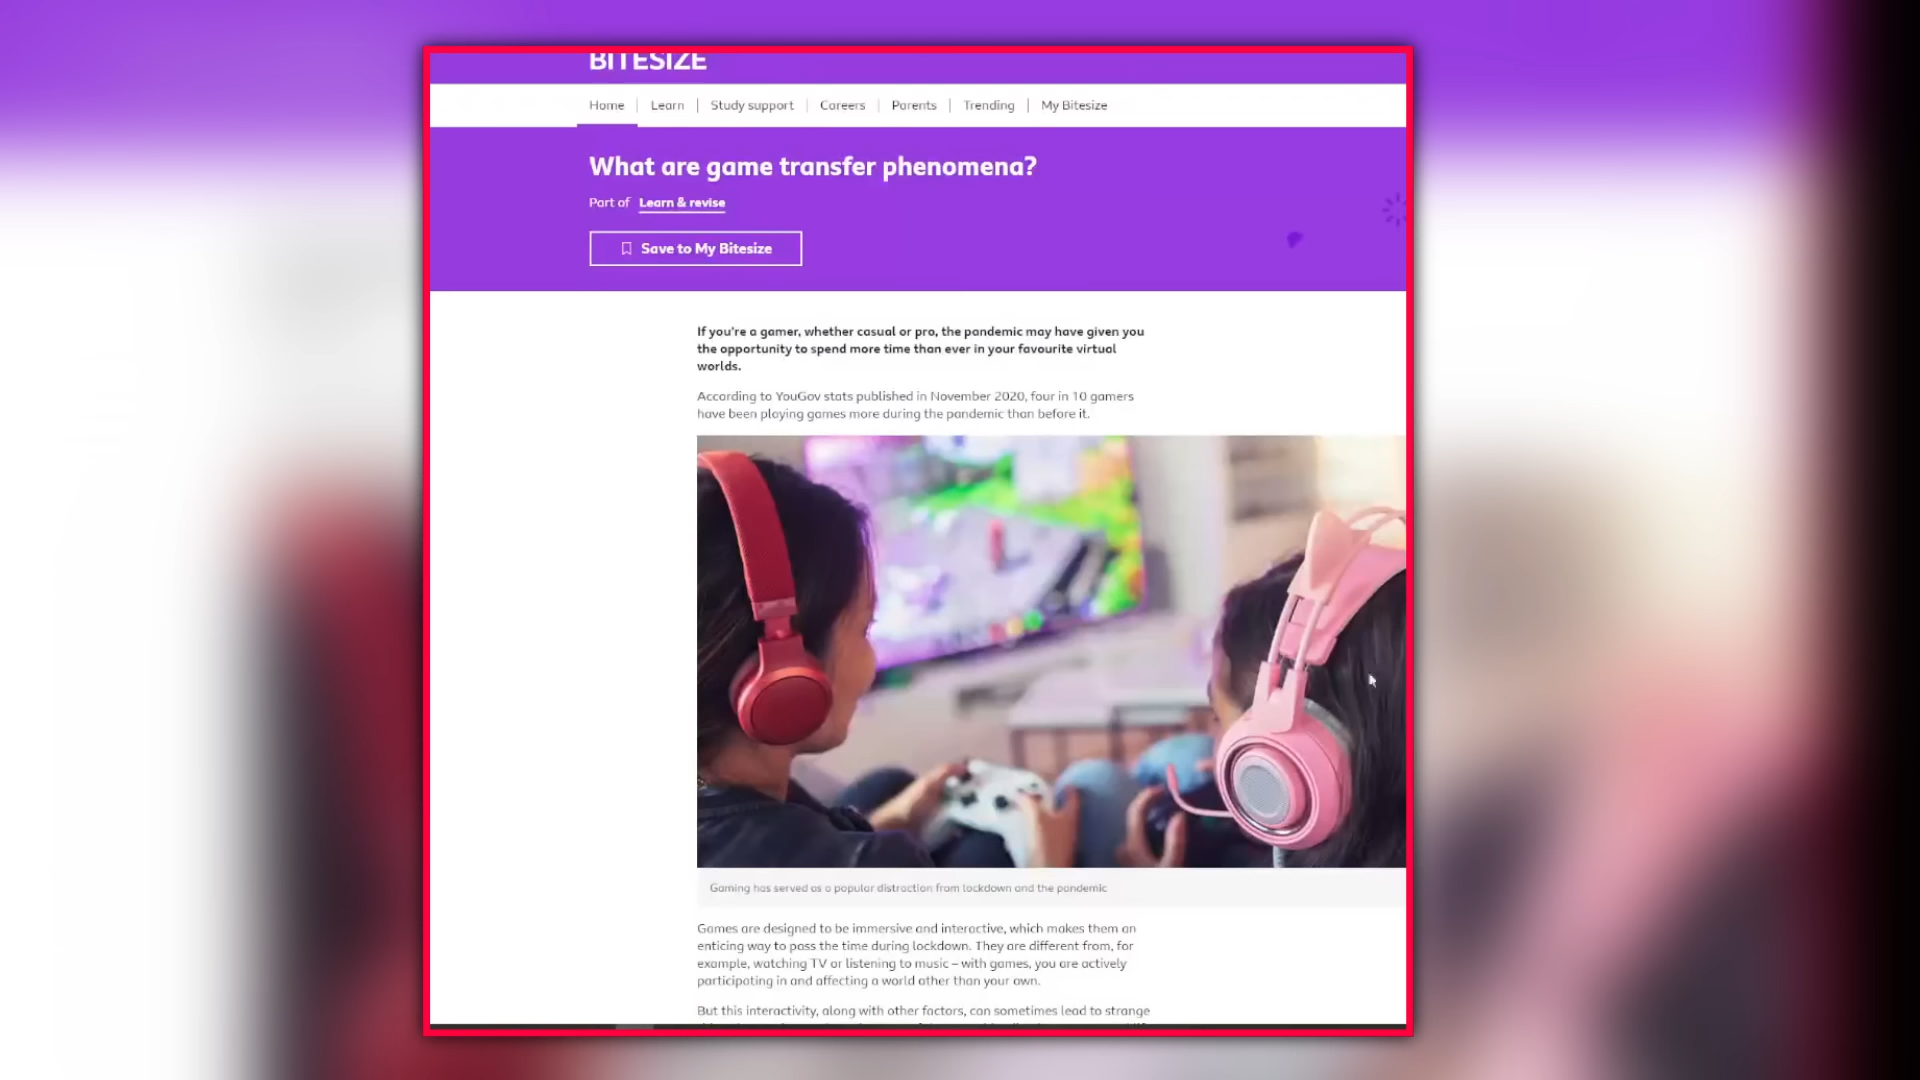 BITESIZE
Home
Learn
Study support
Careers
Parents
Trending
My Bitesize
What are game transfer phenomena?
Part of Learn & revise
Save to My Bitesize
If you're a gamer, whether casual or pro, the pandemic may have given you
the opportunity to spend more time than ever in your favourite virtual
worlds.
According to YouGov stats published in November 2020, four in 10 gamers
have been playing games more during the pandemic than before it.
Gaming has served as a popular distraction from lockdown and the pandemic
Games are designed to be immersive and interactive, which makes them an
enticing way to pass the time during lockdown. They are different from, for
example, watching TV or listening to music – with games, you are actively
participating in and affecting a world other than your own.
But this interactivity, along with other factors, can sometimes lead to strange